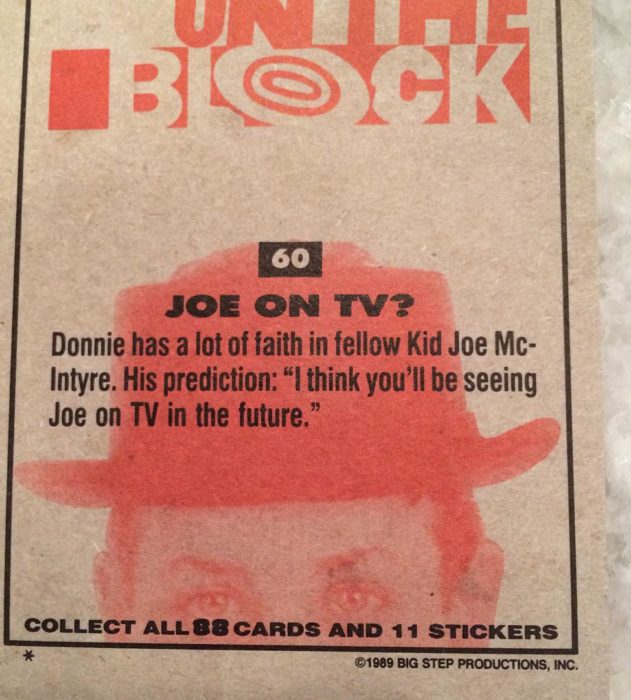 ON THE
BLOCK
60
JOE ON TV?
Donnie has a lot of faith in fellow Kid Joe Mc-
Intyre. His prediction: “I think you’ll be seeing
Joe on TV in the future.”
COLLECT ALL 88 CARDS AND 11 STICKERS
*
©1989 BIG STEP PRODUCTIONS, INC.